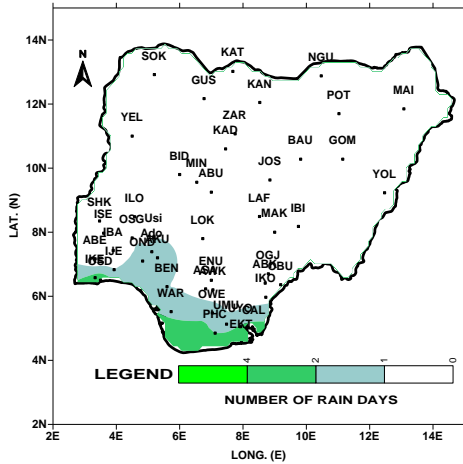 14N
12N
10N
8N
6N
4N
2N
LAT. (N)
N
SOK
KAT
NGU
GUS
KAN
MAI
POT
YEL
ZAR
KAD
BAU
GOM
BID
MIN
JOS
ABU
YOL
SHK
ILO
LAF
ISE
IBI
MAK
LOK
GUsi
IBA
Ado
ABE
AKU
OND
IJE
IKE
BEN
ENU
OGJ
ABK
OBU
AWK
IKO
WAR
OWE
UMU
UYO
CAL
PHC
EKT
LEGEND
4
2
1
0
NUMBER OF RAIN DAYS
2E 4E 6E 8E 10E 12E 14E
LONG. (E)